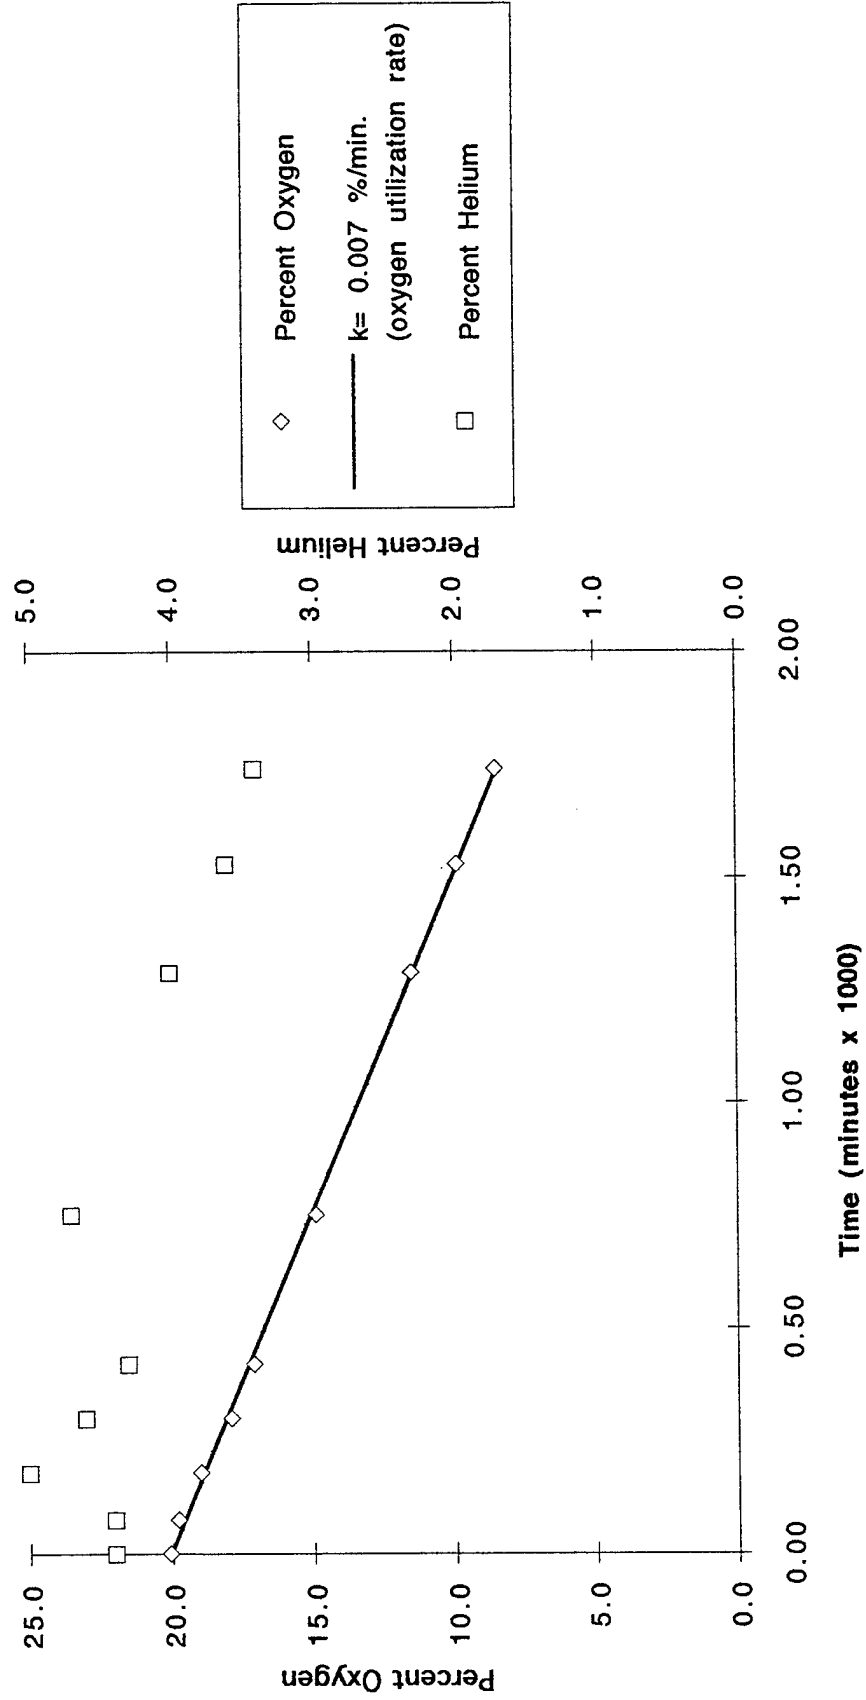 25.0
20.0
15.0
10.0
5.0
0.0
Percent Oxygen
0.00
0.50
1.00
1.50
2.00
Time (minutes x 1000)
5.0
4.0
3.0
2.0
1.0
0.0
Percent Helium
Percent Oxygen
k= 0.007 %/min.
(oxygen utilization rate)
Percent Helium